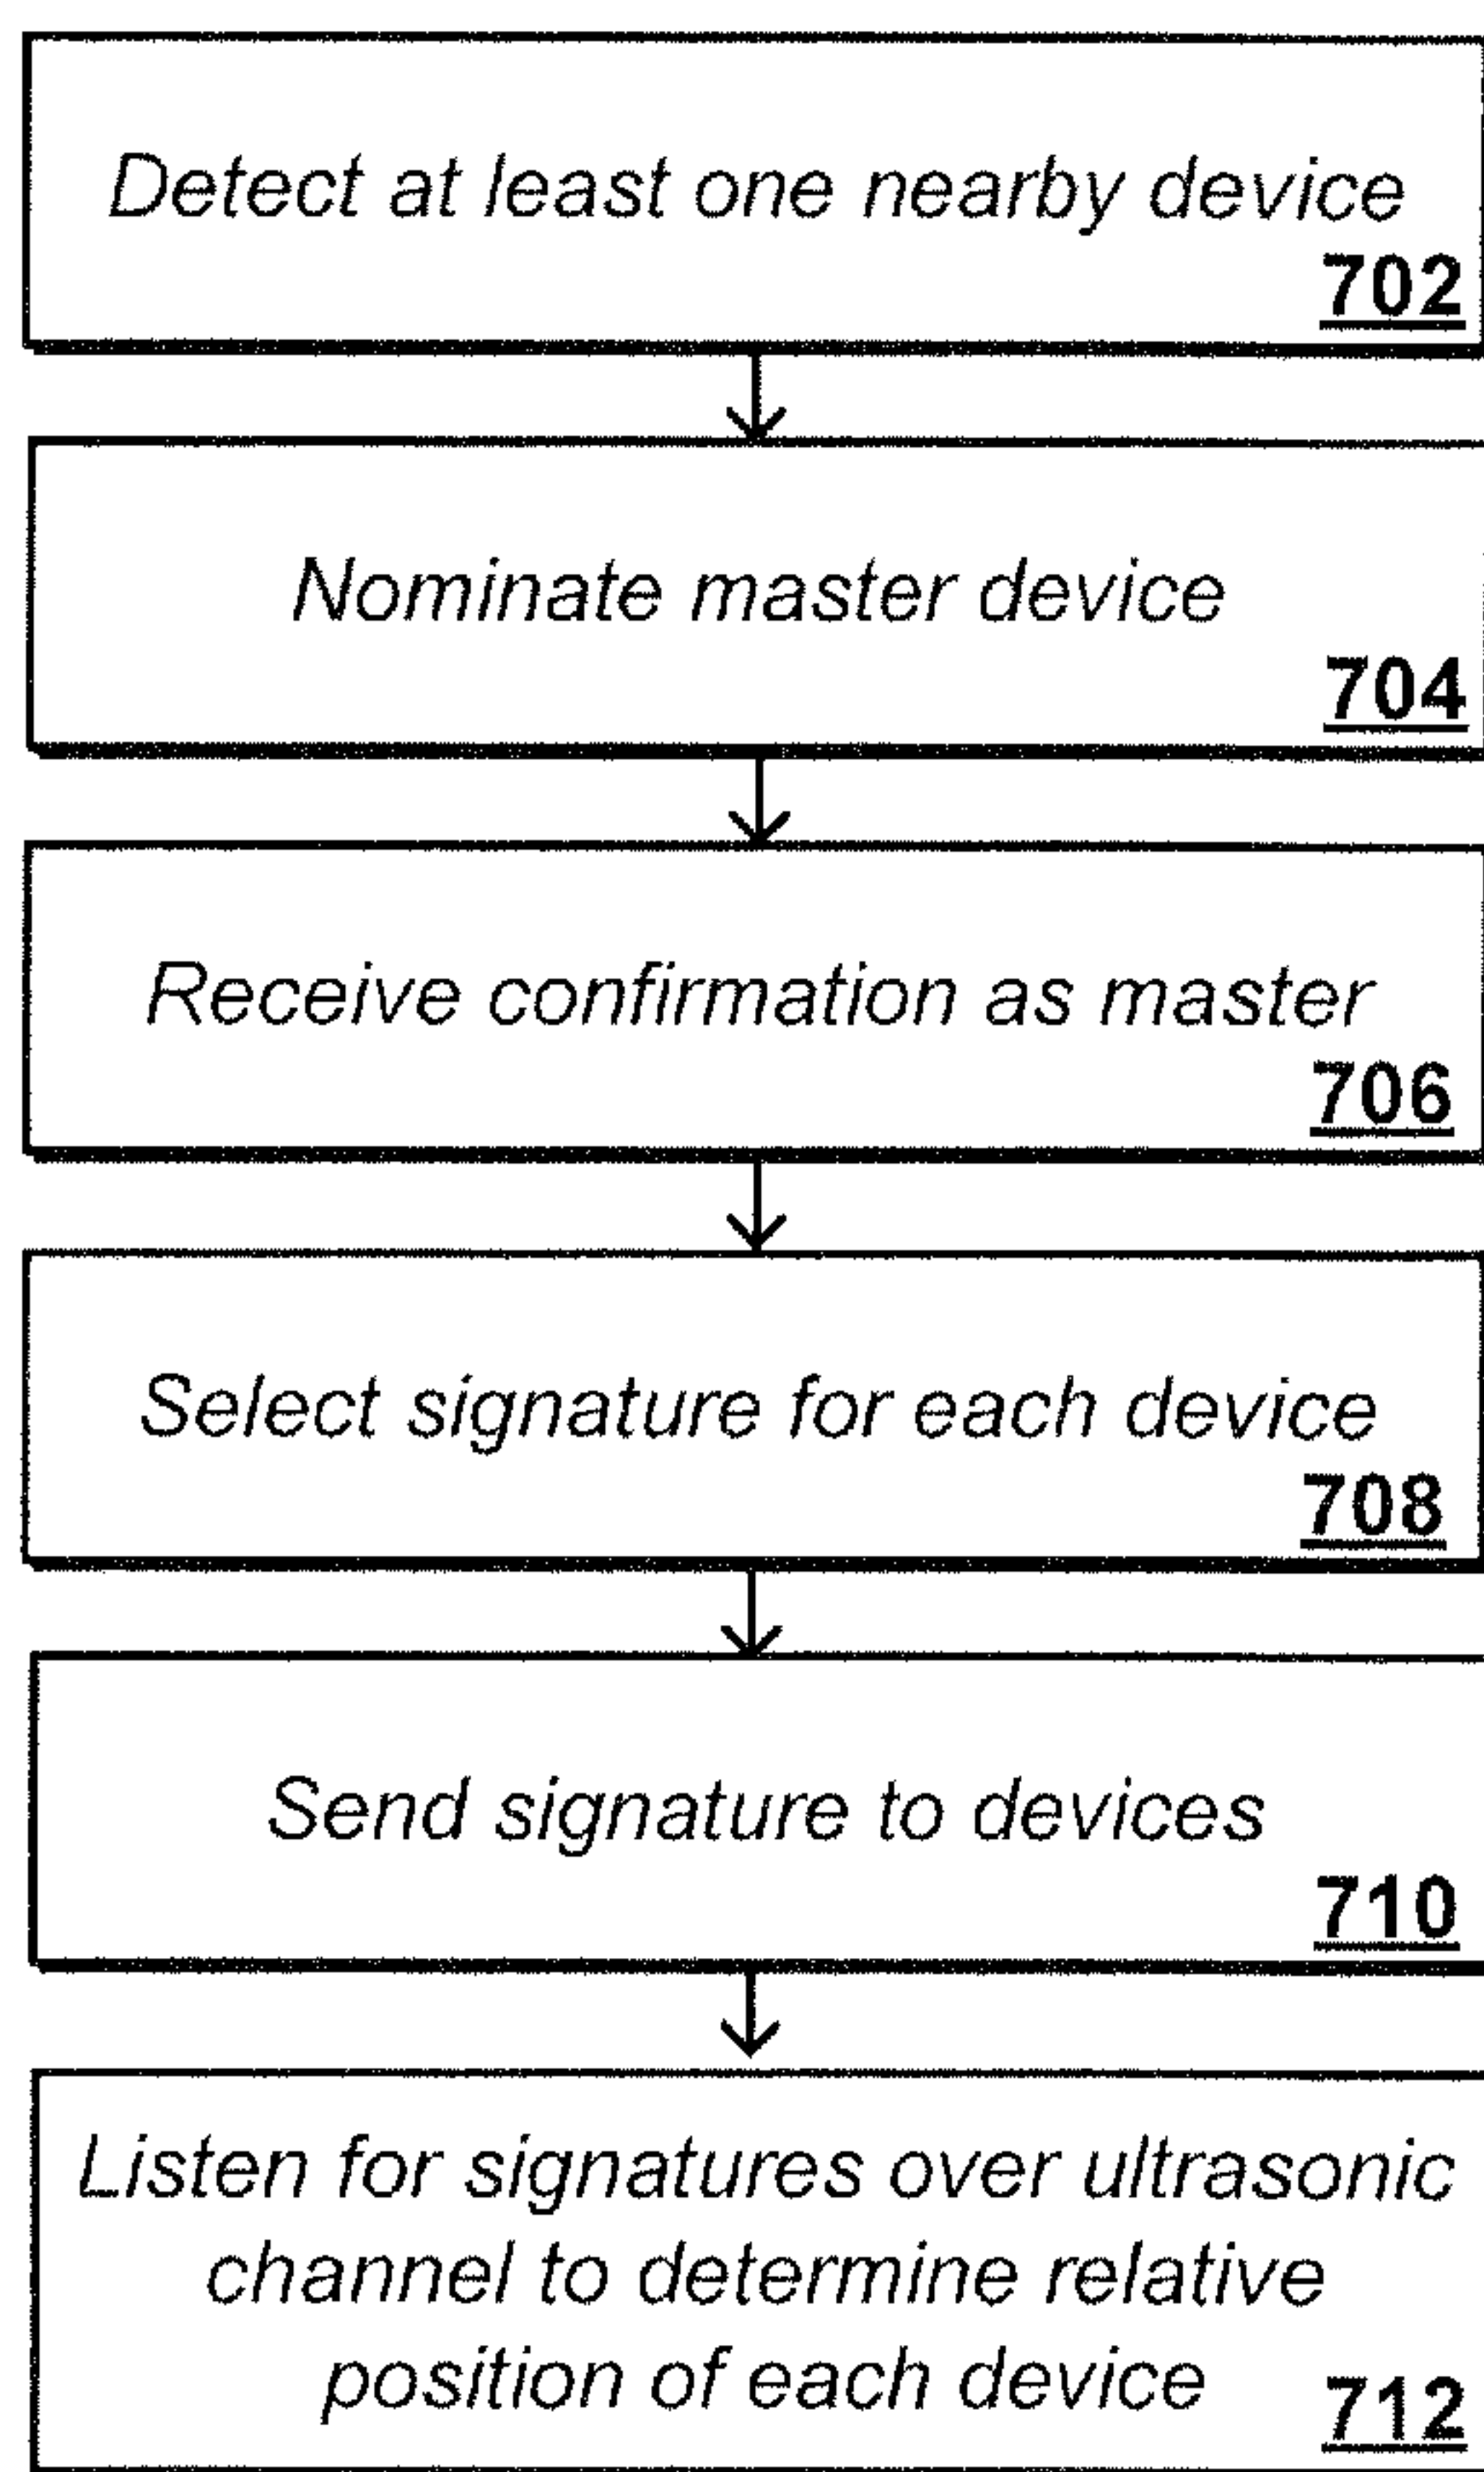 Detect at least one nearby device
702
Nominate master device
704
Receive confirmation as master
706
Select signature for each device
708
Send signature to devices
710
Listen for signatures over ultrasonic
channel to determine relative
position of each device
712